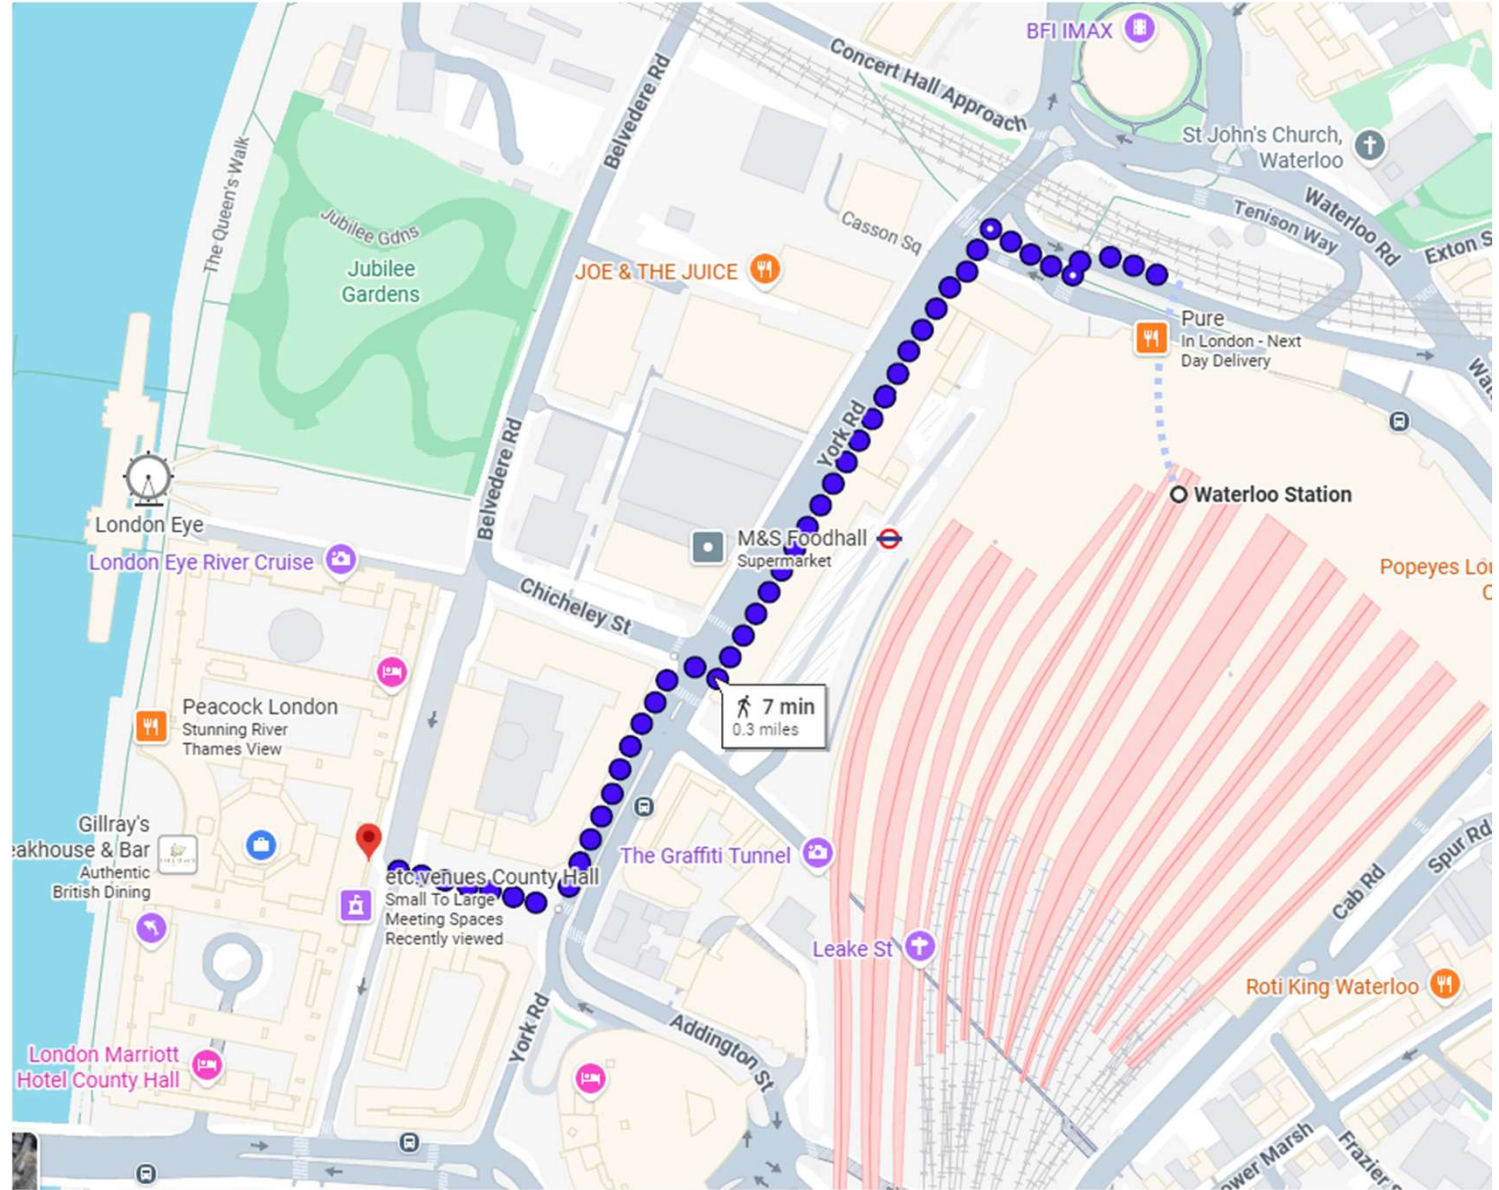 BFI IMAX
Concert Hall Approach
St John's Church,
Waterloo
Belvedere Rd
The Queen's Walk
Waterloo Rd
Tenison Way
Casson Sq
Jubilee Gdns
Jubilee
Gardens
JOE & THE JUICE
Pure
In London - Next
Day Delivery
York Rd
Belvedere Rd
Waterloo Station
London Eye
London Eye River Cruise
M&S Foodhall
Supermarket
Popeyes
Chicheley St
Peacock London
Stunning River
Thames View
7 min
0.3 miles
Gillray's
eakhouse & Bar
Authentic
British Dining
The Graffiti Tunnel
etc.venues County Hall
Small To Large
Meeting Spaces
Recently viewed
Spur Rd
Cab Rd
Leake St
Roti King Waterloo
York Rd
Addington St
London Marriott
Hotel County Hall
ower Marsh
Frazier S